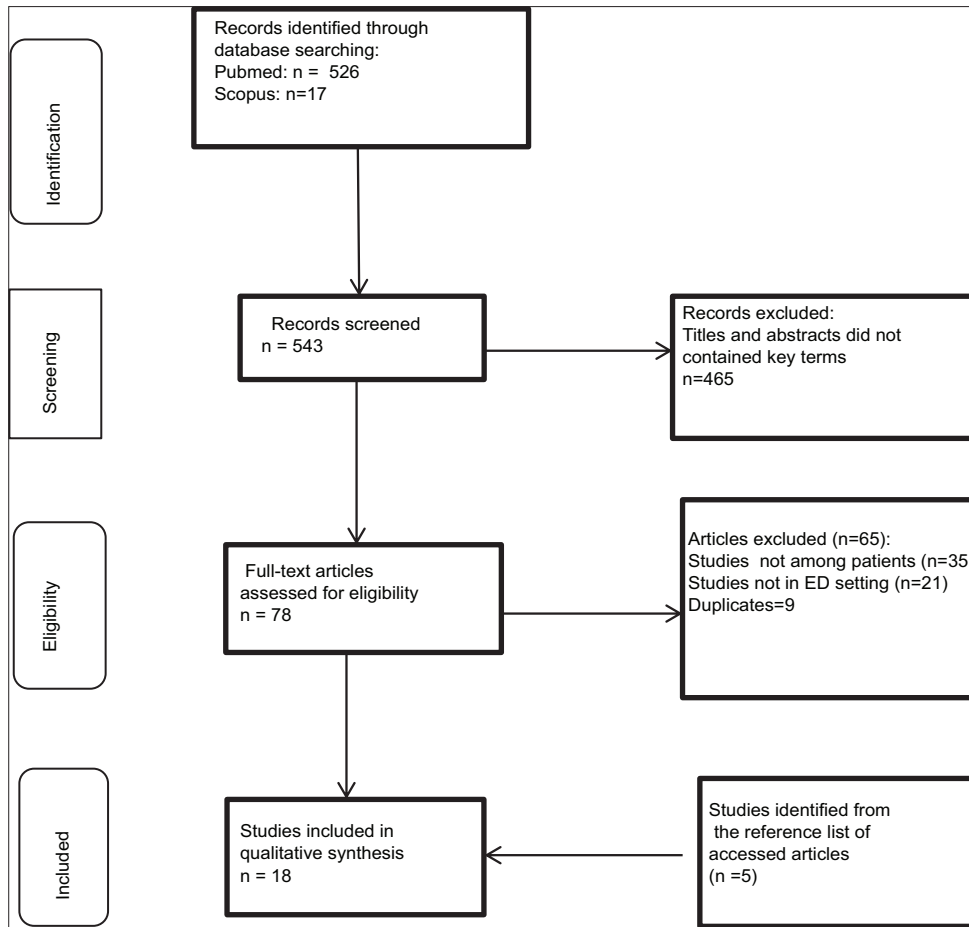 Identification
Records identified through
database searching:
Pubmed: n = 526
Scopus: n=17
Screening
Records screened
n = 543
Records excluded:
Titles and abstracts did not
contained key terms
n=465
Eligibility
Full-text articles
assessed for eligibility
n = 78
Articles excluded (n=65):
Studies not among patients (n=35
Studies not in ED setting (n=21)
Duplicates=9
Included
Studies included in
qualitative synthesis
n = 18
Studies identified from
the reference list of
accessed articles
(n =5)